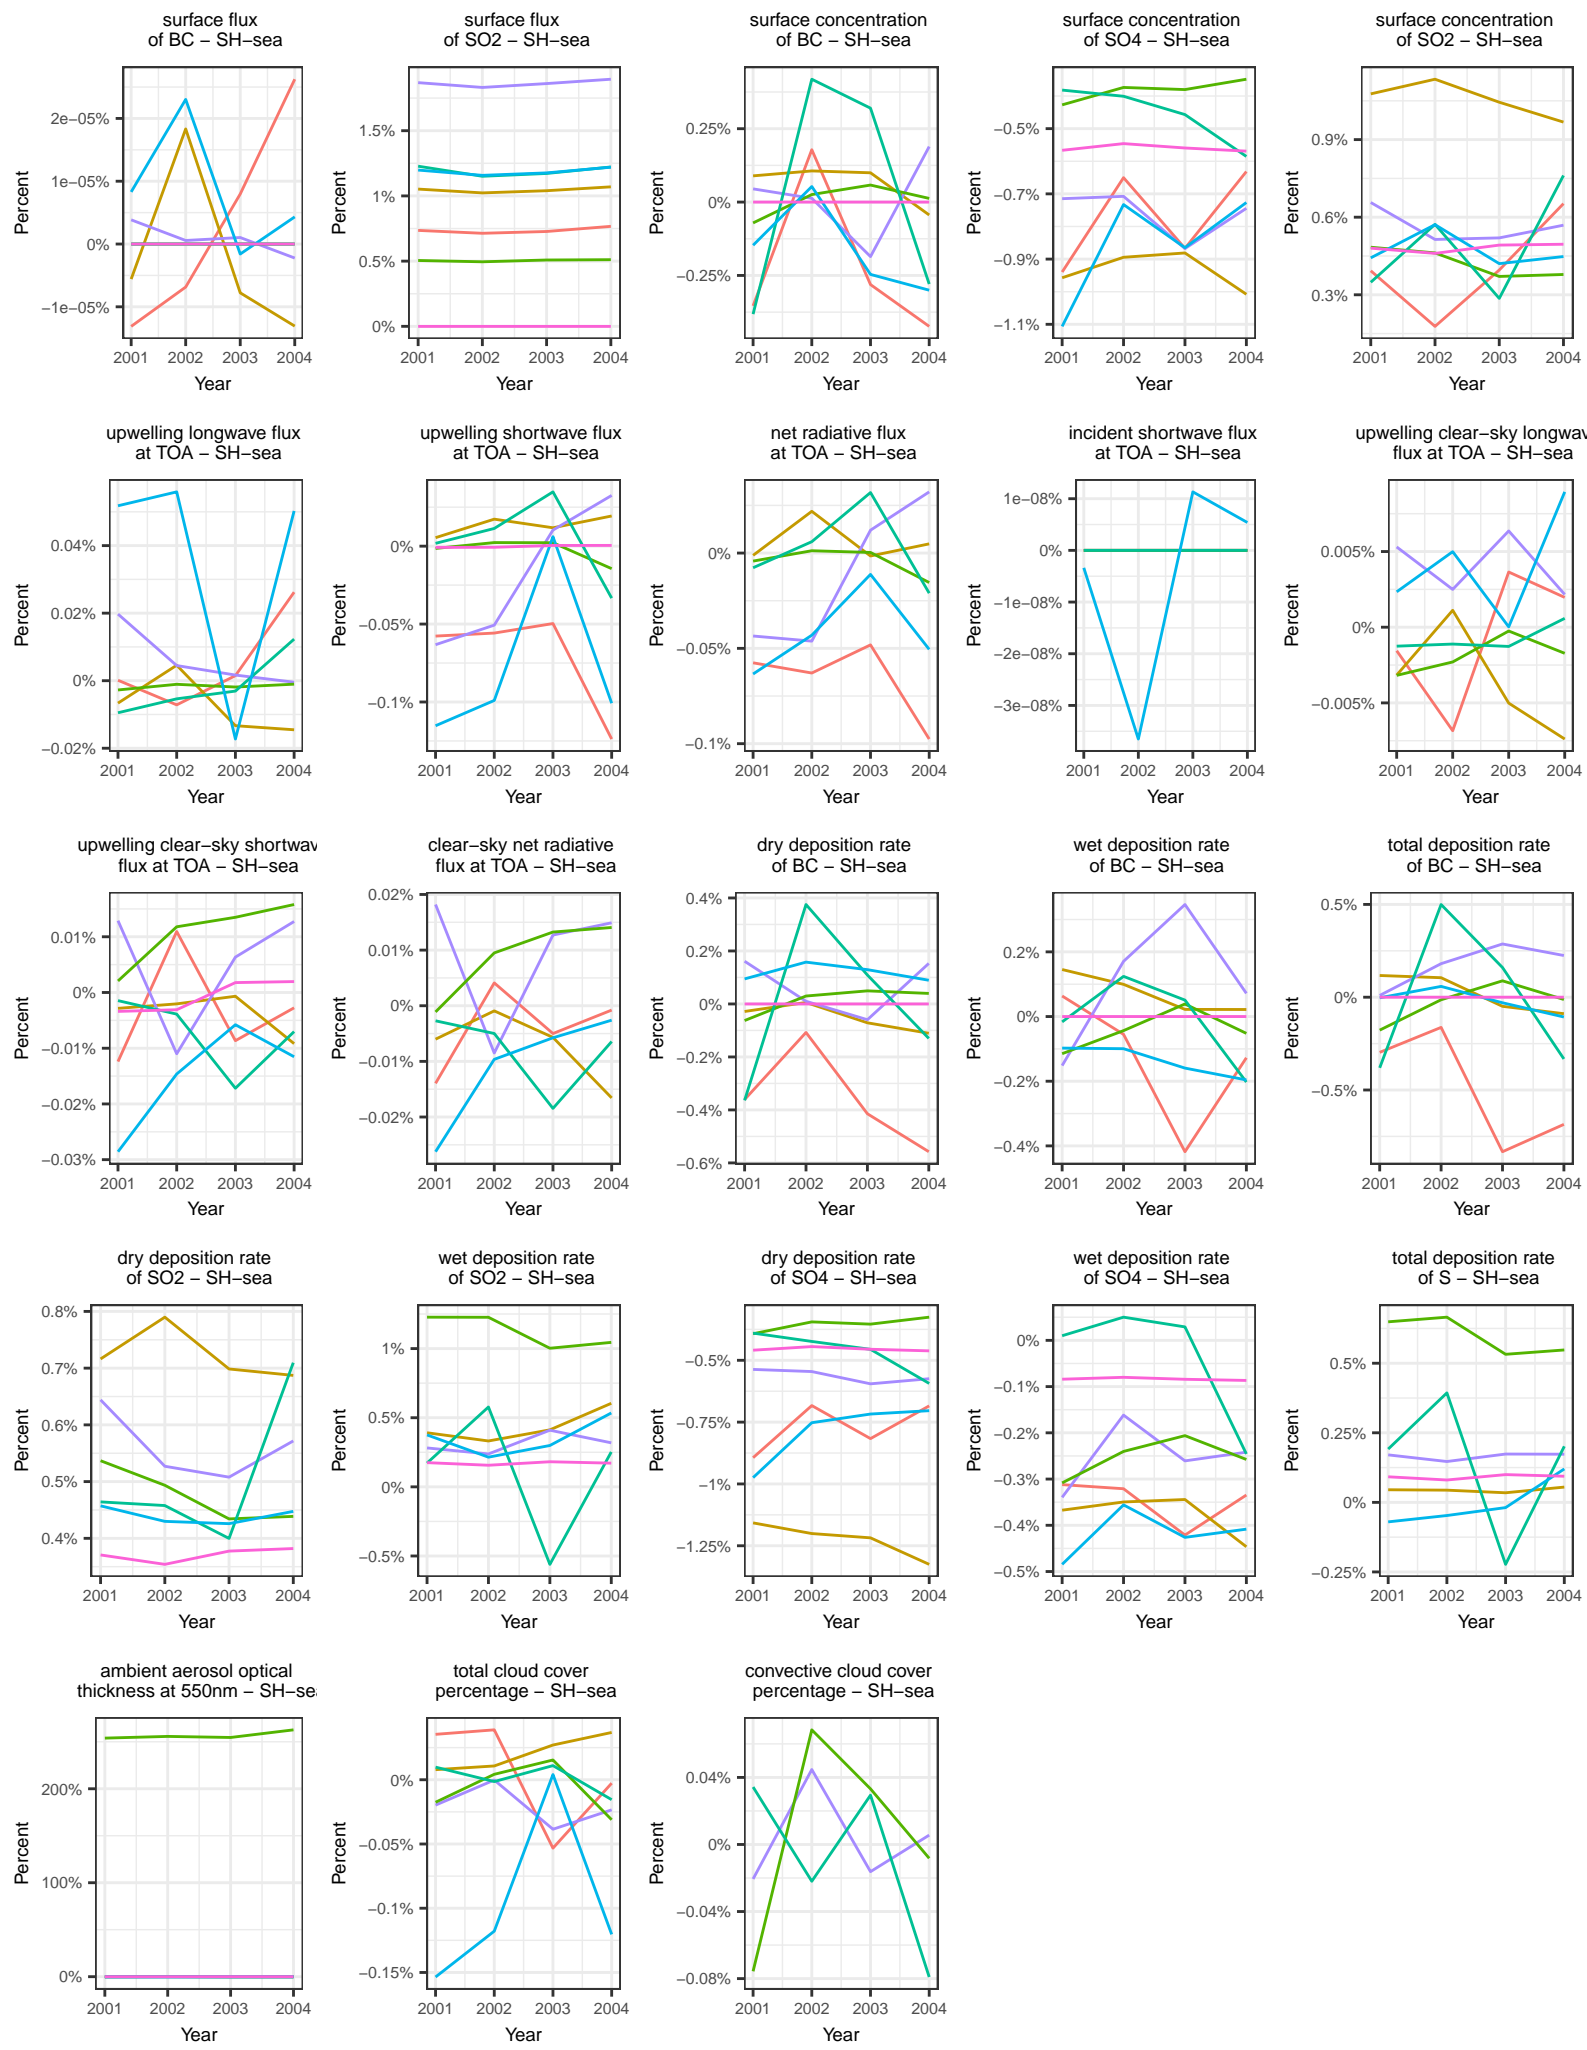 surface flux
of BC − SH−sea
surface flux
of SO2 − SH−sea
surface concentration
of BC − SH−sea
surface concentration
of SO4 − SH−sea
surface concentration
of SO2 − SH−sea
Percent
2e−05%
1e−05%
0%
−1e−05%
2001 2002 2003 2004
Year
Percent
1.5%
1%
0.5%
0%
2001 2002 2003 2004
Year
Percent
0.25%
0%
−0.25%
2001 2002 2003 2004
Year
Percent
−0.5%
−0.7%
−0.9%
−1.1%
2001 2002 2003 2004
Year
Percent
0.9%
0.6%
0.3%
2001 2002 2003 2004
Year
upwelling longwave flux
at TOA − SH−sea
upwelling shortwave flux
at TOA − SH−sea
net radiative flux
at TOA − SH−sea
incident shortwave flux
at TOA − SH−sea
upwelling clear−sky longwav
flux at TOA − SH−sea
Percent
0.04%
0.02%
0%
−0.02%
2001 2002 2003 2004
Year
Percent
0%
−0.05%
−0.1%
2001 2002 2003 2004
Year
Percent
0%
−0.05%
−0.1%
2001 2002 2003 2004
Year
Percent
1e−08%
0%
−1e−08%
−2e−08%
−3e−08%
2001 2002 2003 2004
Year
Percent
0.005%
0%
−0.005%
2001 2002 2003 2004
Year
upwelling clear−sky shortwav
flux at TOA − SH−sea
clear−sky net radiative
flux at TOA − SH−sea
dry deposition rate
of BC − SH−sea
wet deposition rate
of BC − SH−sea
total deposition rate
of BC − SH−sea
Percent
0.01%
0%
−0.01%
−0.02%
−0.03%
2001 2002 2003 2004
Year
Percent
0.02%
0.01%
0%
−0.01%
−0.02%
2001 2002 2003 2004
Year
Percent
0.4%
0.2%
0.0%
−0.2%
−0.4%
−0.6%
2001 2002 2003 2004
Year
Percent
0.2%
0%
−0.2%
−0.4%
2001 2002 2003 2004
Year
Percent
0.5%
0%
−0.5%
2001 2002 2003 2004
Year
dry deposition rate
of SO2 − SH−sea
wet deposition rate
of SO2 − SH−sea
dry deposition rate
of SO4 − SH−sea
wet deposition rate
of SO4 − SH−sea
total deposition rate
of S − SH−sea
Percent
0.8%
0.7%
0.6%
0.5%
0.4%
2001 2002 2003 2004
Year
Percent
1%
0.5%
0%
−0.5%
2001 2002 2003 2004
Year
Percent
−0.5%
−0.75%
−1%
−1.25%
2001 2002 2003 2004
Year
Percent
0%
−0.1%
−0.2%
−0.3%
−0.4%
−0.5%
2001 2002 2003 2004
Year
Percent
0.5%
0.25%
0%
−0.25%
2001 2002 2003 2004
Year
ambient aerosol optical
thickness at 550nm − SH−se
total cloud cover
percentage − SH−sea
convective cloud cover
percentage − SH−sea
Percent
200%
100%
0%
2001 2002 2003 2004
Year
Percent
0%
−0.05%
−0.1%
−0.15%
2001 2002 2003 2004
Year
Percent
0.04%
0%
−0.04%
−0.08%
2001 2002 2003 2004
Year